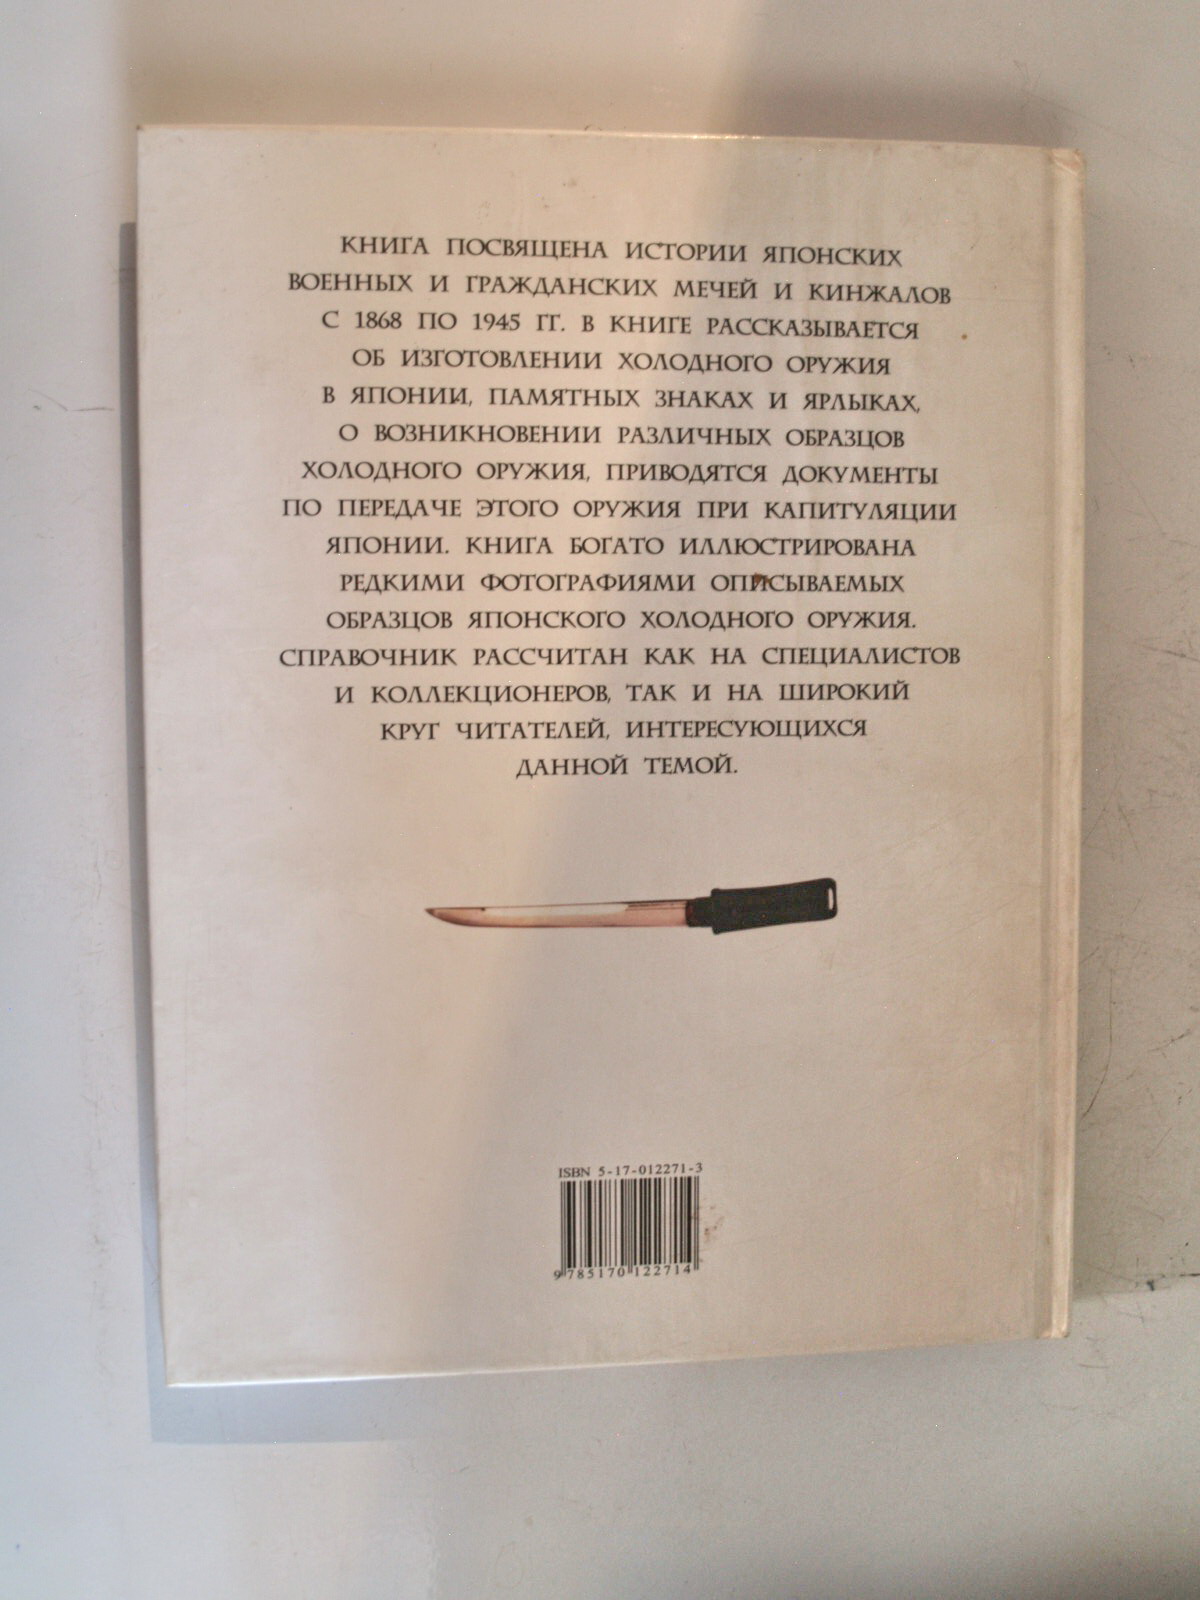 КНИГА ПОСВЯЩЕНА ИСТОРИИ ЯПОНСКИХ
ВОЕННЫХ И ГРАЖДАНСКИХ МЕЧЕЙ И КИНЖАЛОВ
С 1868 ПО 1945 ГГ. В КНИГЕ РАССКАЗЫВАЕТСЯ
ОБ ИЗГОТОВЛЕНИИ ХОЛОДНОГО ОРУЖИЯ
В ЯПОНИИ, ПАМЯТНЫХ ЗНАКАХ И ЯРЛЫКАХ,
О ВОЗНИКНОВЕНИИ РАЗЛИЧНЫХ ОБРАЗЦОВ
ХОЛОДНОГО ОРУЖИЯ, ПРИВОДЯТСЯ ДОКУМЕНТЫ
ПО ПЕРЕДАЧЕ ЭТОГО ОРУЖИЯ ПРИ КАПИТУЛЯЦИИ
ЯПОНИИ. КНИГА БОГАТО ИЛЛЮСТРИРОВАНА
РЕДКИМИ ФОТОГРАФИЯМИ ОПИСЫВАЕМЫХ
ОБРАЗЦОВ ЯПОНСКОГО ХОЛОДНОГО ОРУЖИЯ.
СПРАВОЧНИК РАССЧИТАН КАК НА СПЕЦИАЛИСТОВ
И КОЛЛЕКЦИОНЕРОВ, ТАК И НА ШИРОКИЙ
КРУГ ЧИТАТЕЛЕЙ, ИНТЕРЕСУЮЩИХСЯ
ДАННОЙ ТЕМОЙ.
ISBN 5-17-012271-3
9 785170 122714